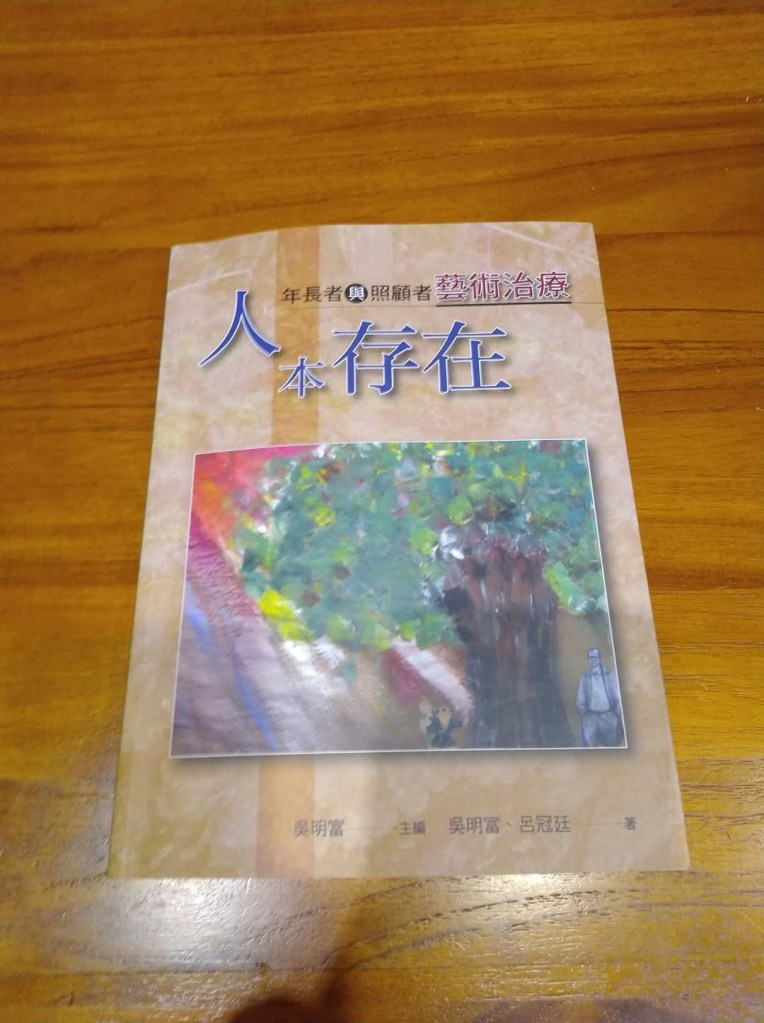 年長者與照顧者藝術治療
人本存在
吳明富 主編 吳明富、呂冠廷 著